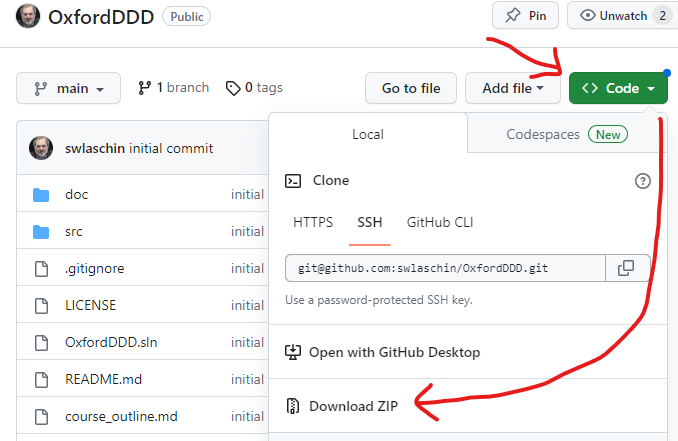 OxfordDDD Public Pin Unwatch 2
main 1 branch 0 tags Go to file Add file <> Code
swlaschin initial commit
Local Codespaces New
Clone
doc initial
HTTPS SSH GitHub CLI
src initial
.gitignore initial
git@github.com:swlaschin/OxfordDDD.git
LICENSE initial
Use a password-protected SSH key.
OxfordDDD.sln initial
Open with GitHub Desktop
README.md initial
Download ZIP
course_outline.md initial